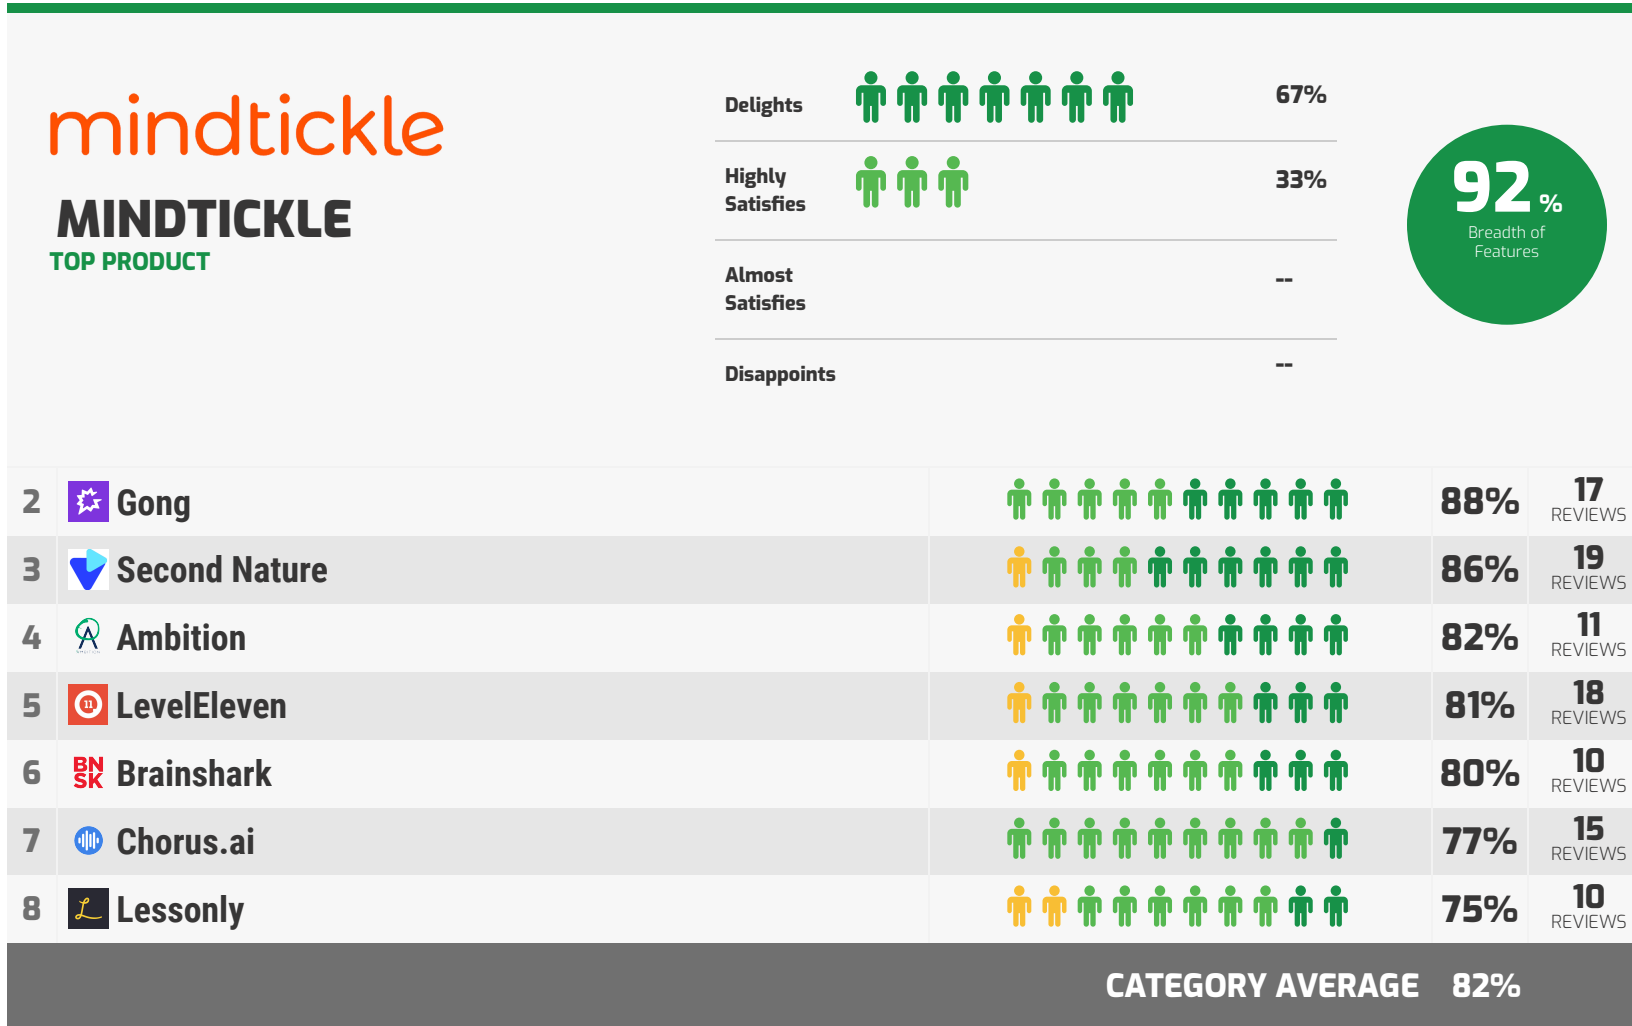 mindtickle
MINDTICKLE
TOP PRODUCT
Delights 67%
Highly
Satisfies 33%
Almost
Satisfies --
Disappoints --
92 %
Breadth of
Features
2 Gong 88% 17
REVIEWS
3 Second Nature 86% 19
REVIEWS
4 Ambition 82% 11
REVIEWS
5 11 LevelEleven 81% 18
REVIEWS
6 BN
SK Brainshark 80% 10
REVIEWS
7 Chorus.ai 77% 15
REVIEWS
8 L Lessonly 75% 10
REVIEWS
CATEGORY AVERAGE 82%